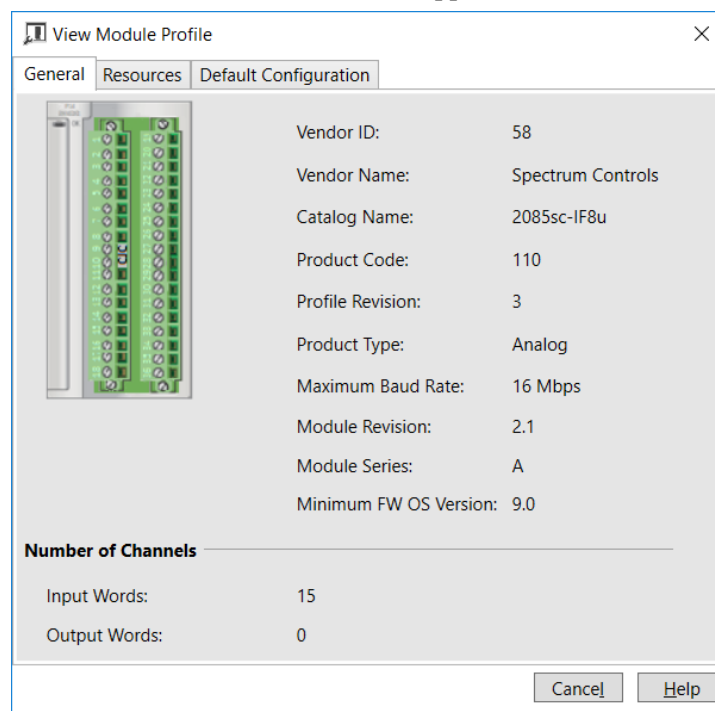 View Module Profile
General Resources Default Configuration
Vendor ID: 58
Vendor Name: Spectrum Controls
Catalog Name: 2085sc-IF8u
Product Code: 110
Profile Revision: 3
Product Type: Analog
Maximum Baud Rate: 16 Mbps
Module Revision: 2.1
Module Series: A
Minimum FW OS Version: 9.0
Number of Channels
Input Words: 15
Output Words: 0
Cancel Help